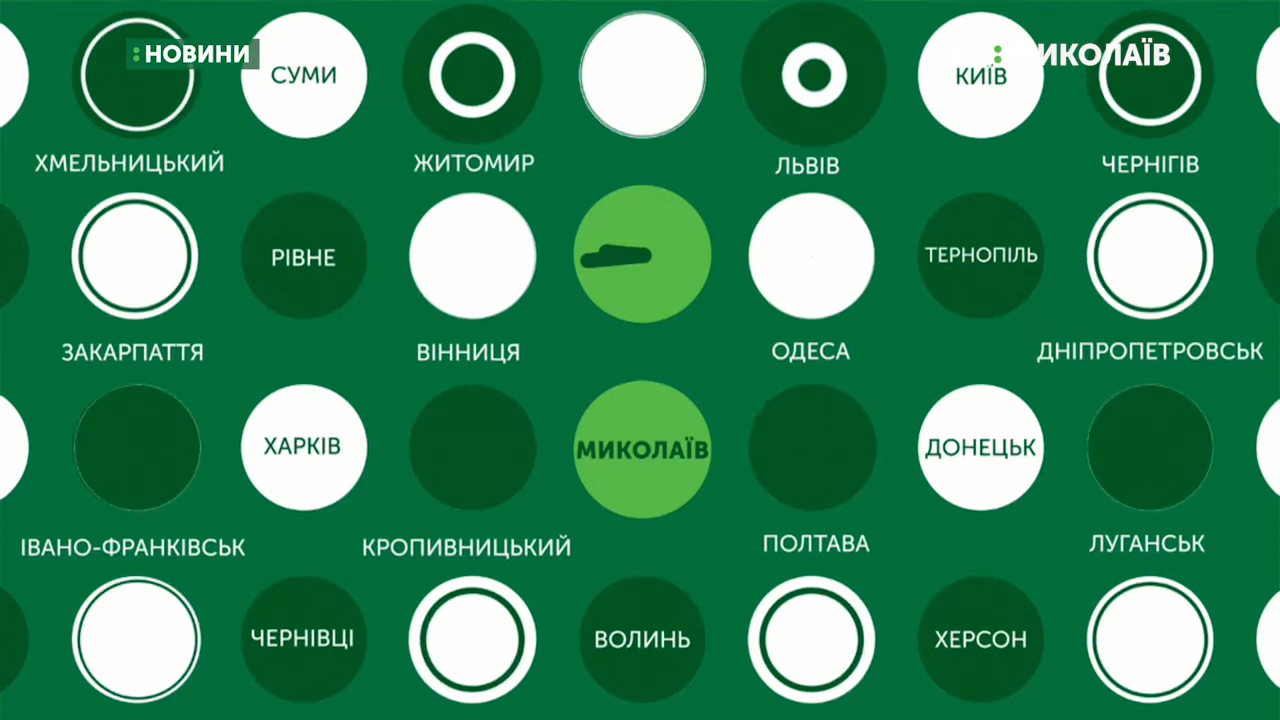 :НОВИНИ
СУМИ
КИЇВ
:МИКОЛАЇВ
ХМЕЛЬНИЦЬКИЙ
ЖИТОМИР
ЛЬВІВ
ЧЕРНІГІВ
РІВНЕ
ТЕРНОПІЛЬ
ЗАКАРПАТТЯ
ВІННИЦЯ
ОДЕСА
ДНІПРОПЕТРОВСЬК
ХАРКІВ
МИКОЛАЇВ
ДОНЕЦЬК
ІВАНО-ФРАНКІВСЬК
КРОПИВНИЦЬКИЙ
ПОЛТАВА
ЛУГАНСЬК
ЧЕРНІВЦІ
ВОЛИНЬ
ХЕРСОН